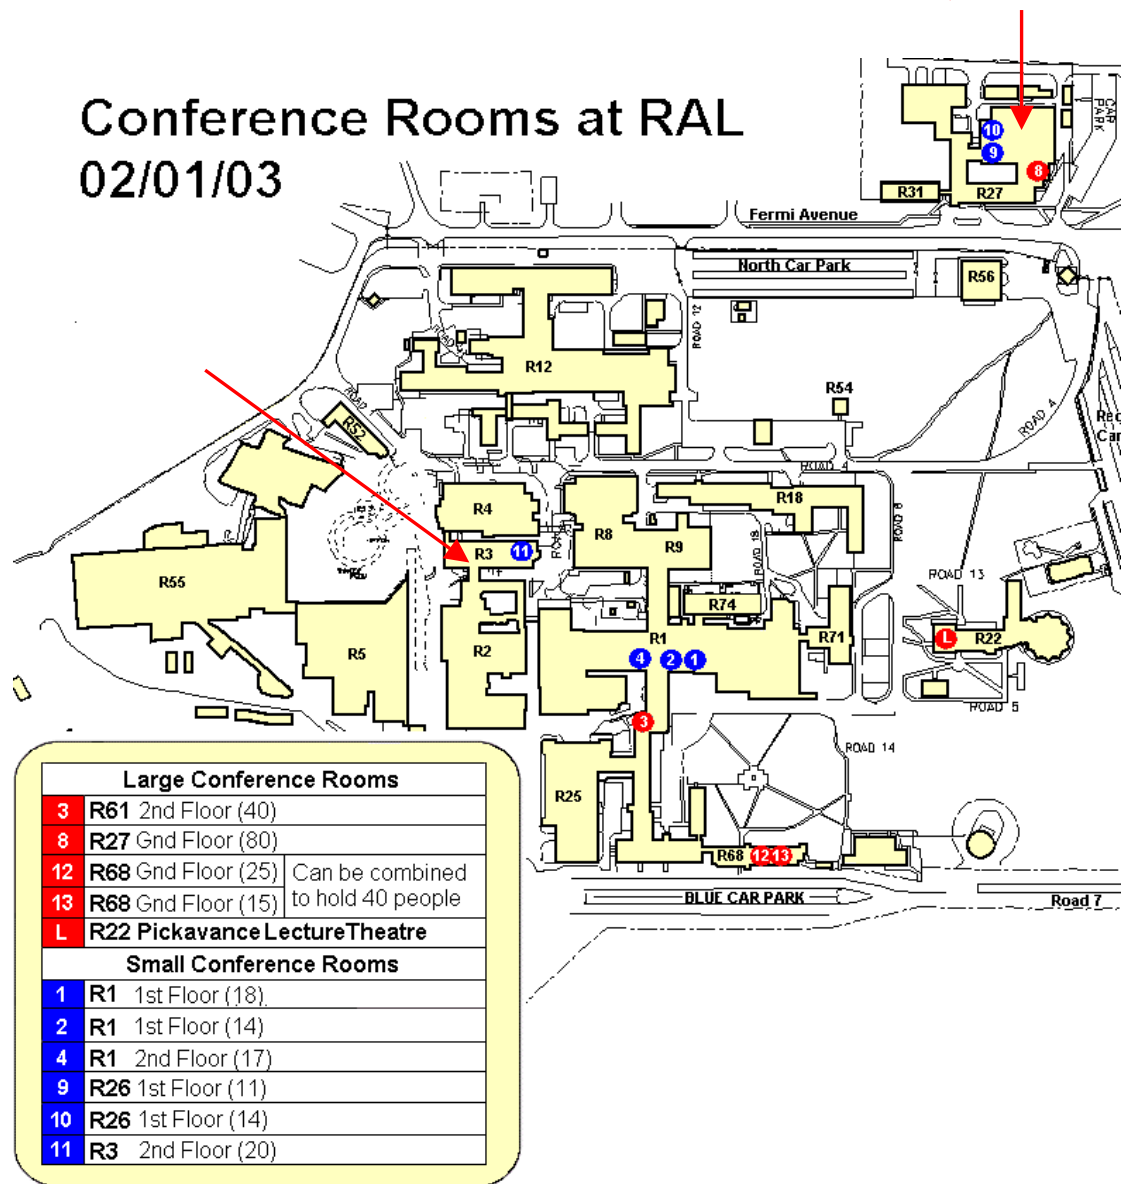 Conference Rooms at RAL
02/01/03
CAR PARK
10
9
8
R31
R27
Fermi Avenue
North Car Park
R56
ROAD 12
R12
R54
ROAD 4
R52
R4
R18
R8
R9
R3
11
ROAD 6
ROAD 18
R55
ROAD 13
R74
R1
R71
L
R22
R5
R2
4
2
1
ROAD 5
3
ROAD 14
R25
R68
12
13
BLUE CAR PARK
Road 7
Large Conference Rooms
3 R61 2nd Floor (40)
8 R27 Gnd Floor (80)
12 R68 Gnd Floor (25) Can be combined
13 R68 Gnd Floor (15) to hold 40 people
L R22 Pickavance LectureTheatre
Small Conference Rooms
1 R1 1st Floor (18)
2 R1 1st Floor (14)
4 R1 2nd Floor (17)
9 R26 1st Floor (11)
10 R26 1st Floor (14)
11 R3 2nd Floor (20)